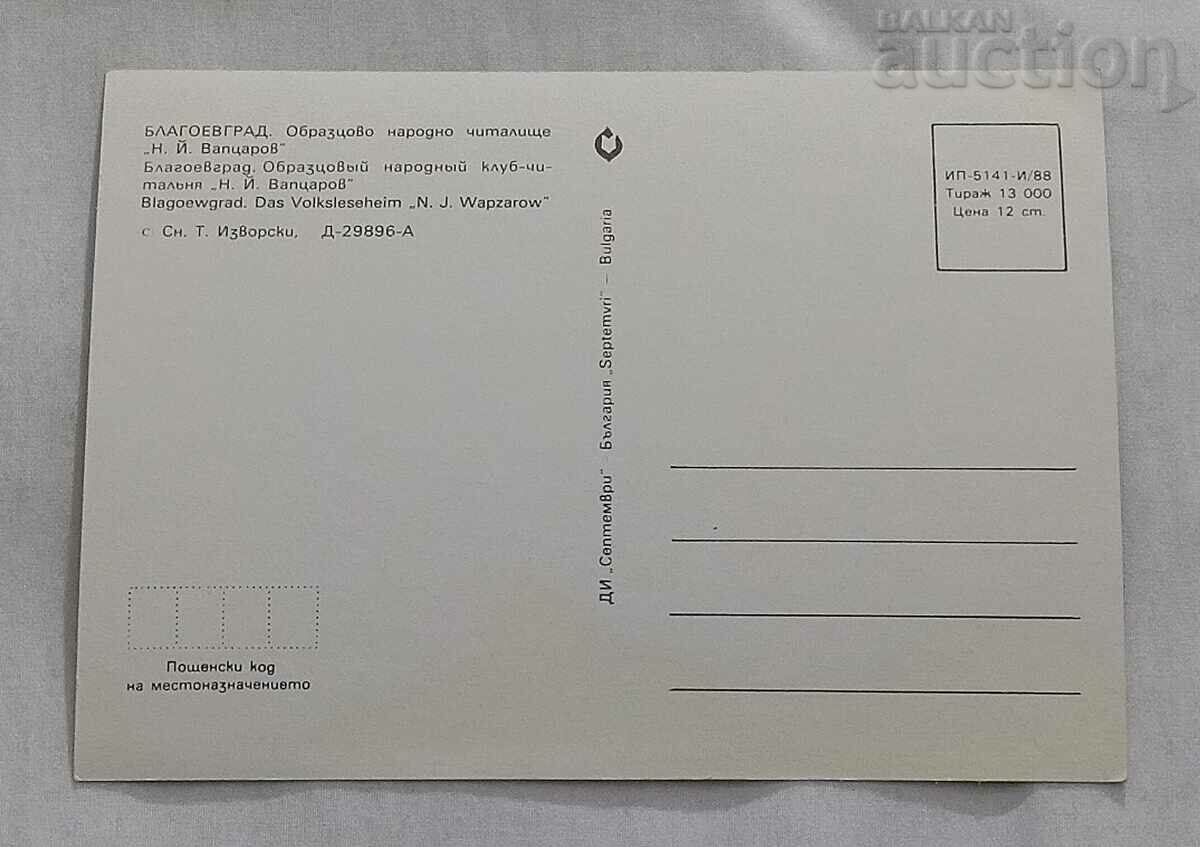 BALKAN
auction
БЛАГОЕВГРАД. Образцово народно читалище
„Н. Й. Вапцаров"
Благоевград. Образцовый народный клуб-чи-
тальня „Н. Й. Вапцаров"
Blagoewgrad. Das Volksleseheim „N. J. Wapzarow"
с Сн. Т. Изворски, Д-29896-А
ДИ „Септември" – България „Septemvri" – Bulgaria
ИП-5141-И/88
Тираж 13 000
Цена 12 ст.
Пощенски код
на местоназначението